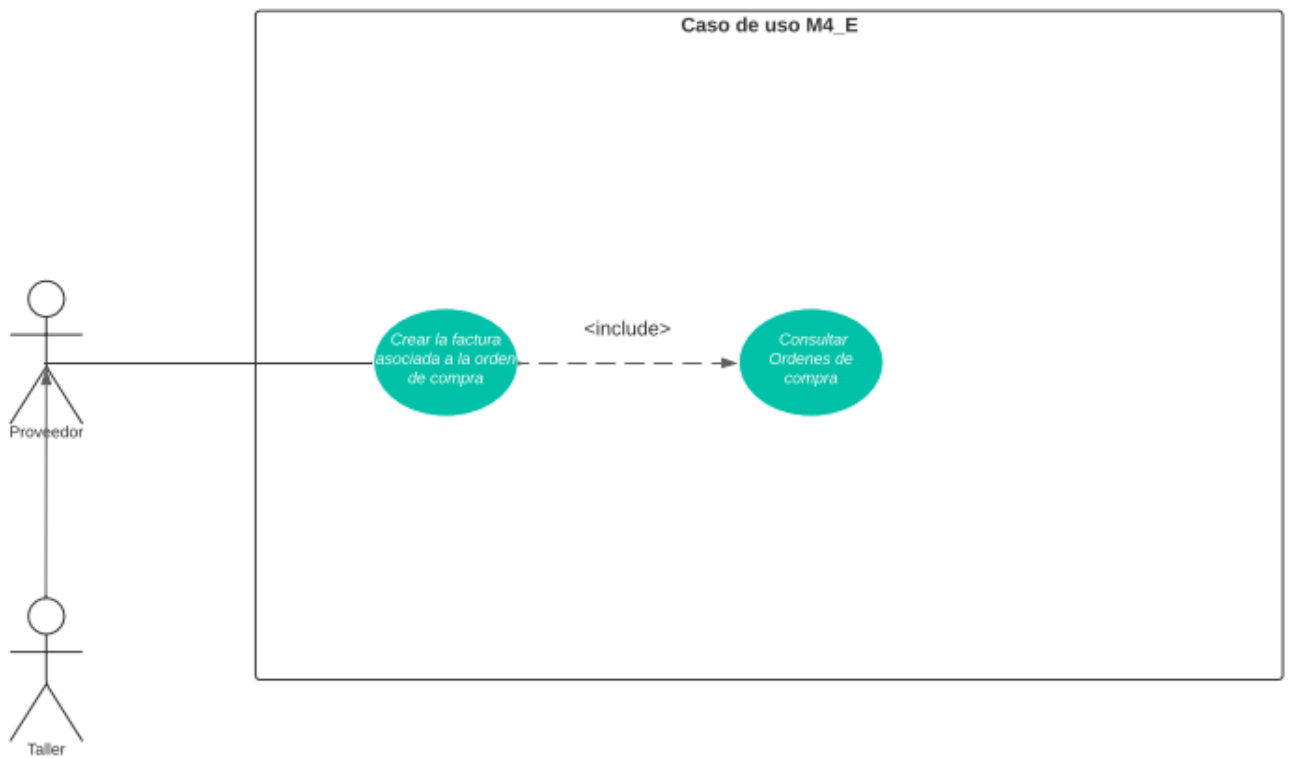 Caso de uso M4_E
Crear la factura
asociada a la orden
de compra
<include>
Consultar
Ordenes de
compra
Proveedor
Taller